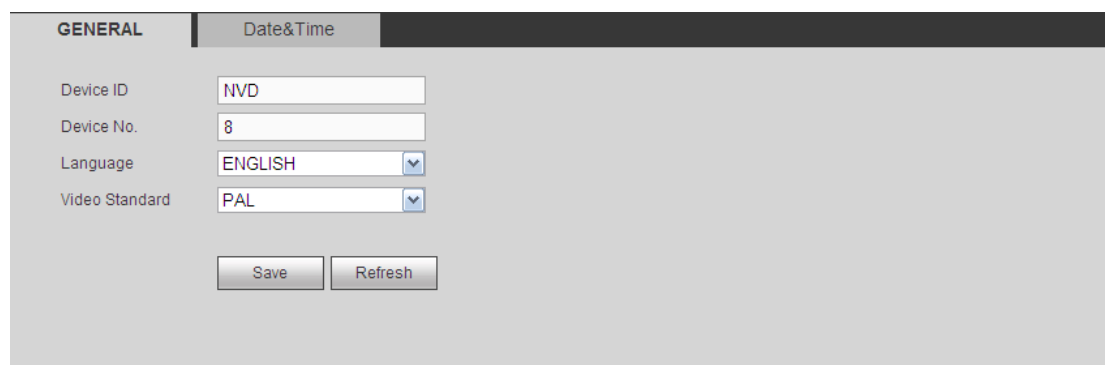 GENERAL Date&Time
Device ID NVD
Device No. 8
Language ENGLISH
Video Standard PAL
Save Refresh